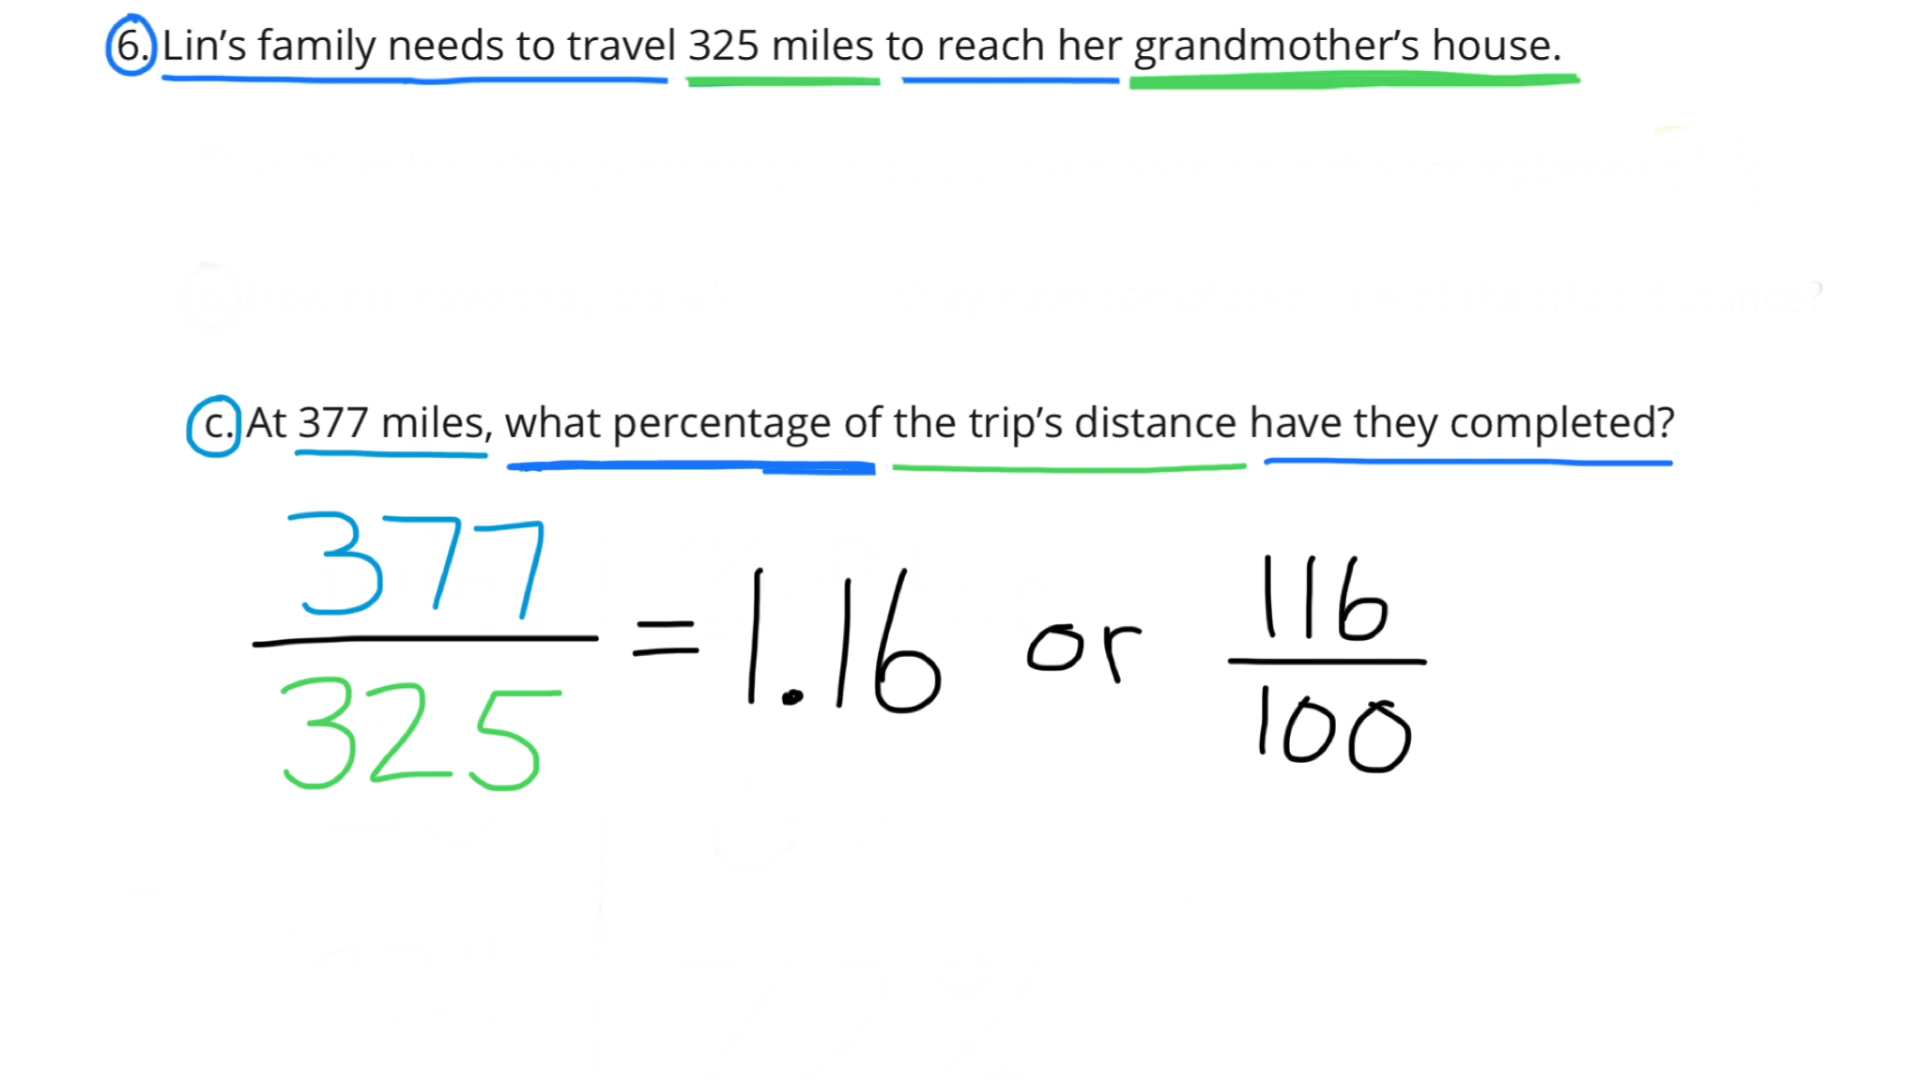 6. Lin's family needs to travel 325 miles to reach her grandmother's house.
c. At 377 miles, what percentage of the trip's distance have they completed?
377
325
= 1.16 or
116
100